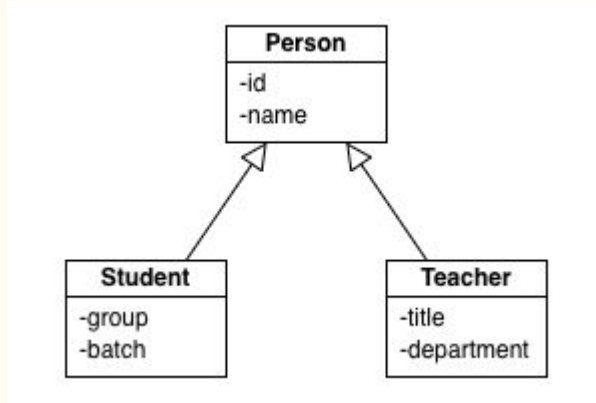 Person
-id
-name
Student
-group
-batch
Teacher
-title
-department